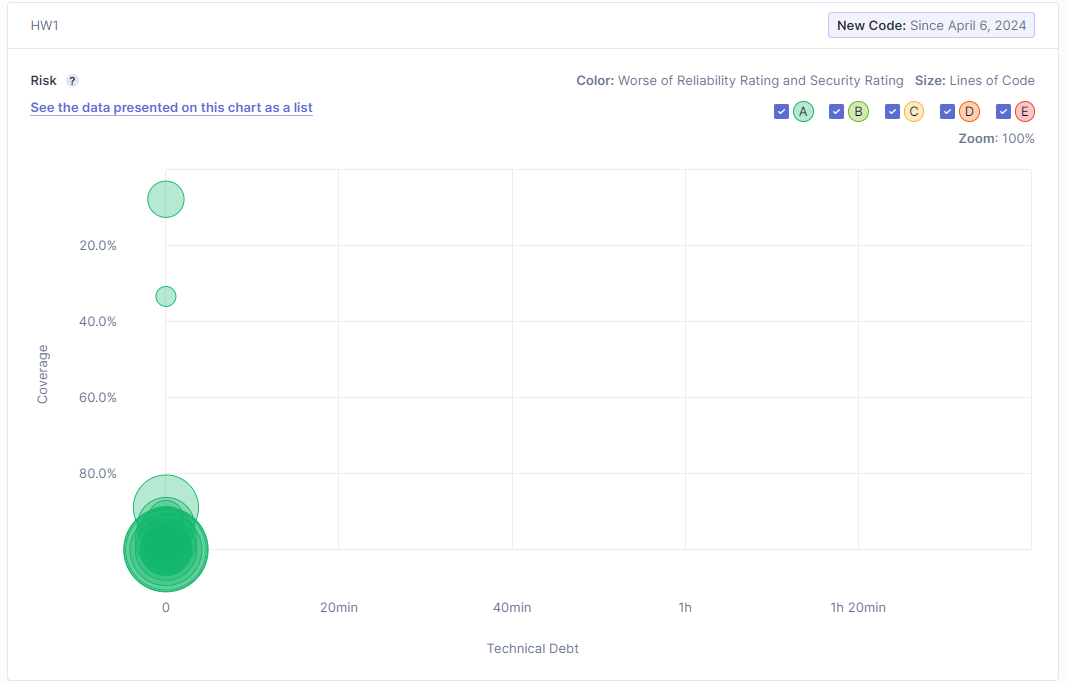 HW1
New Code: Since April 6, 2024
Risk ?
Color: Worse of Reliability Rating and Security Rating Size: Lines of Code
See the data presented on this chart as a list
A B C D E
Zoom: 100%
20.0%
40.0%
60.0%
80.0%
Coverage
0 20min 40min 1h 1h 20min
Technical Debt